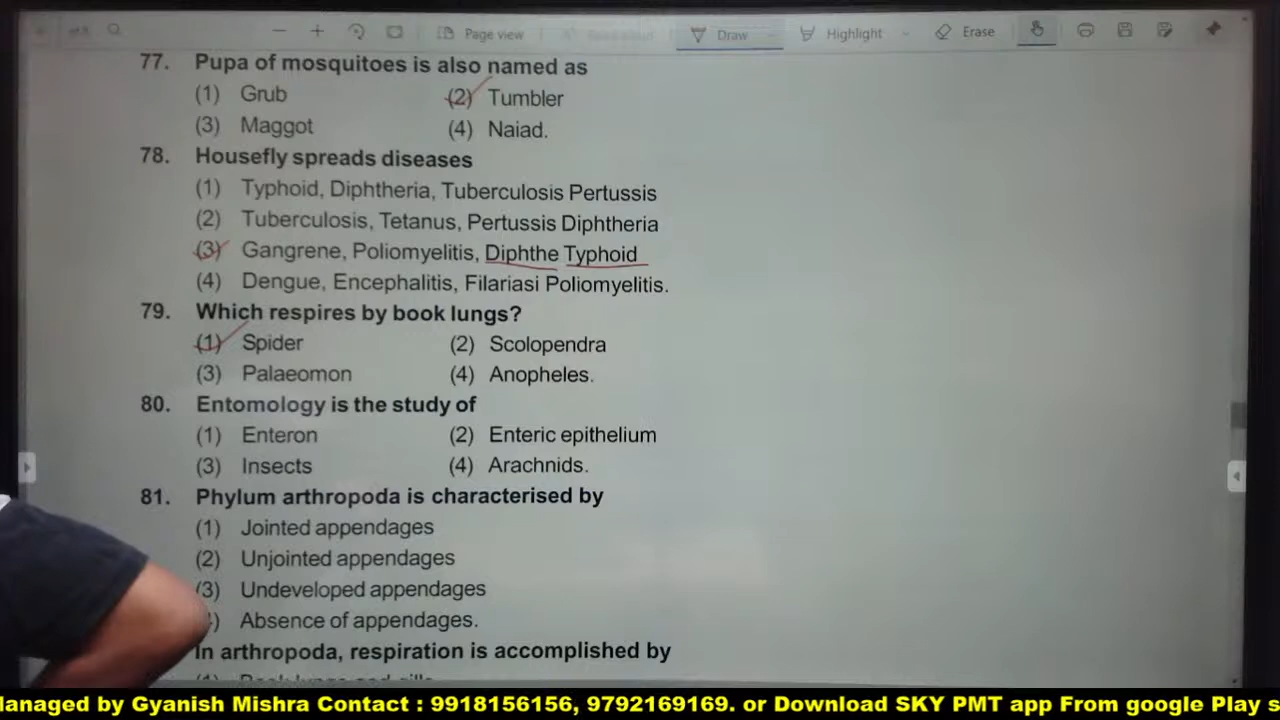 Page view
Draw
Highlight
Erase
77. Pupa of mosquitoes is also named as
(1) Grub (2) Tumbler
(3) Maggot (4) Naiad.
78. Housefly spreads diseases
(1) Typhoid, Diphtheria, Tuberculosis Pertussis
(2) Tuberculosis, Tetanus, Pertussis Diphtheria
(3) Gangrene, Poliomyelitis, Diphthe Typhoid
(4) Dengue, Encephalitis, Filariasi Poliomyelitis.
79. Which respires by book lungs?
(1) Spider (2) Scolopendra
(3) Palaeomon (4) Anopheles.
80. Entomology is the study of
(1) Enteron (2) Enteric epithelium
(3) Insects (4) Arachnids.
81. Phylum arthropoda is characterised by
(1) Jointed appendages
(2) Unjointed appendages
(3) Undeveloped appendages
) Absence of appendages.
In arthropoda, respiration is accomplished by
anaged by Gyanish Mishra Contact : 9918156156, 9792169169. or Download SKY PMT app From google Play s